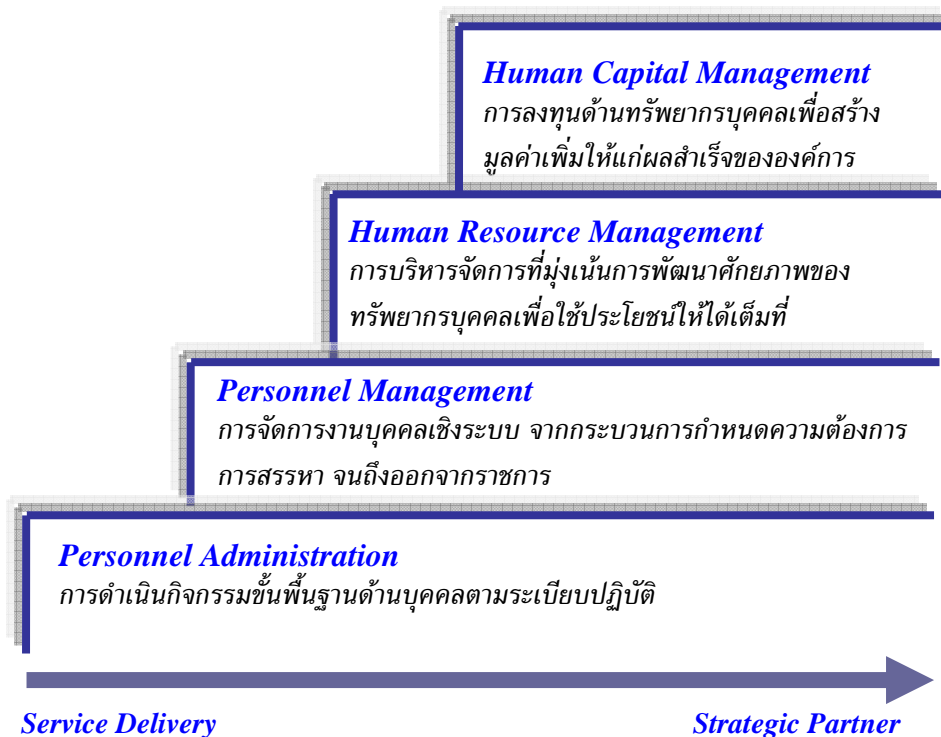 Human Capital Management
การลงทุนด้านทรัพยากรบุคคลเพื่อสร้าง
มูลค่าเพิ่มให้แก่ผลสำเร็จขององค์การ
Human Resource Management
การบริหารจัดการที่มุ่งเน้นการพัฒนาศักยภาพของ
ทรัพยากรบุคคลเพื่อใช้ประโยชน์ให้ได้เต็มที่
Personnel Management
การจัดการงานบุคคลเชิงระบบ จากกระบวนการกำหนดความต้องการ
การสรรหา จนถึงออกจากราชการ
Personnel Administration
การดำเนินกิจกรรมขั้นพื้นฐานด้านบุคคลตามระเบียบปฏิบัติ
Service Delivery Strategic Partner